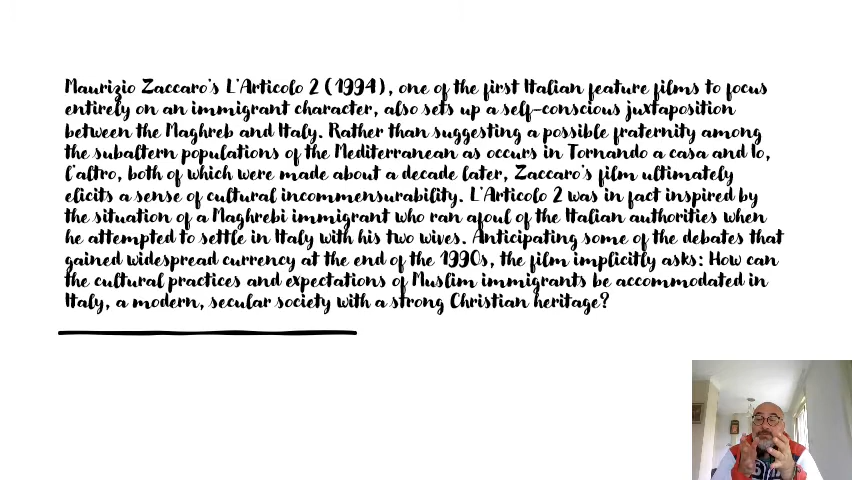 Maurizio Zaccaro's L'Articolo 2 (1994), one of the first Italian feature films to focus
entirely on an immigrant character, also sets up a self-conscious juxtaposition
between the Maghreb and Italy. Rather than suggesting a possible fraternity among
the subaltern populations of the Mediterranean as occurs in Tornando a casa and Io,
l'altro, both of which were made about a decade later, Zaccaro's film ultimately
elicits a sense of cultural incommensurability. L'Articolo 2 was in fact inspired by
the situation of a Maghrebi immigrant who ran afoul of the Italian authorities when
he attempted to settle in Italy with his two wives. Anticipating some of the debates that
gained widespread currency at the end of the 1990s, the film implicitly asks: How can
the cultural practices and expectations of Muslim immigrants be accommodated in
Italy, a modern, secular society with a strong Christian heritage?